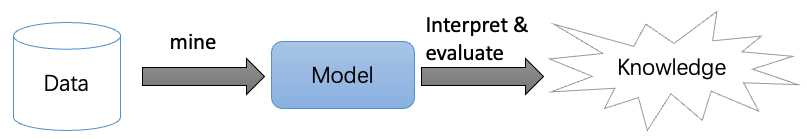 Data
mine
Model
Interpret &
evaluate
Knowledge